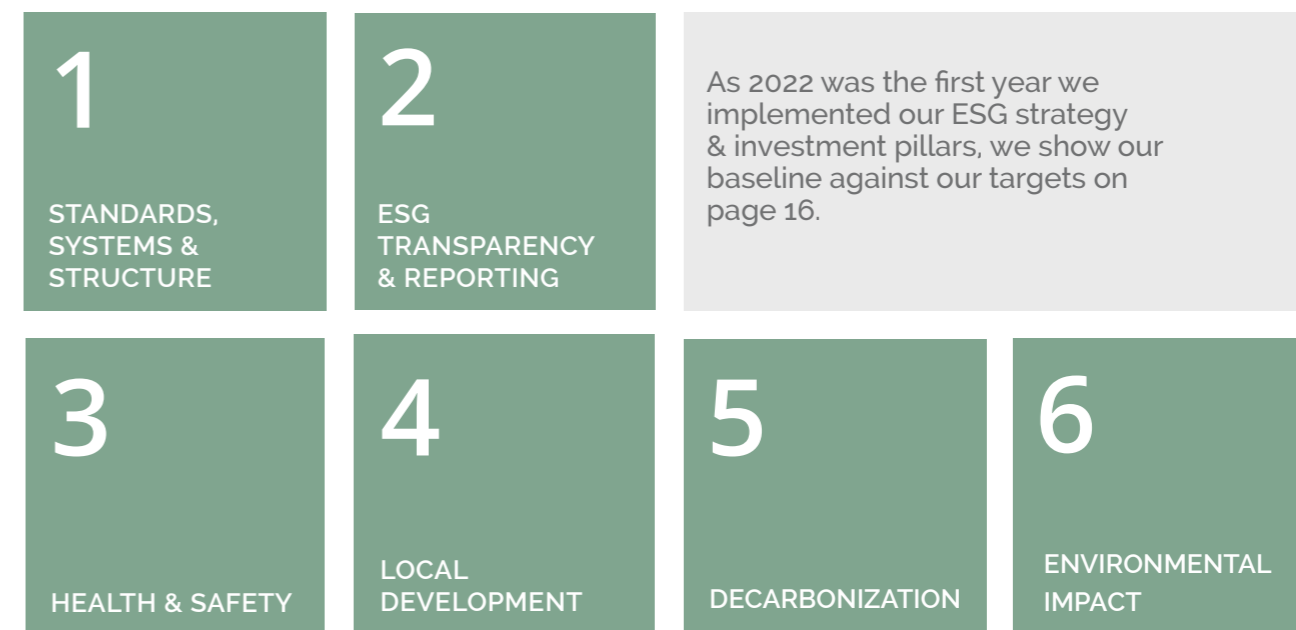 1
STANDARDS,
SYSTEMS &
STRUCTURE
2
ESG
TRANSPARENCY
& REPORTING
As 2022 was the first year we
implemented our ESG strategy
& investment pillars, we show our
baseline against our targets on
page 16.
3
HEALTH & SAFETY
4
LOCAL
DEVELOPMENT
5
DECARBONIZATION
6
ENVIRONMENTAL
IMPACT